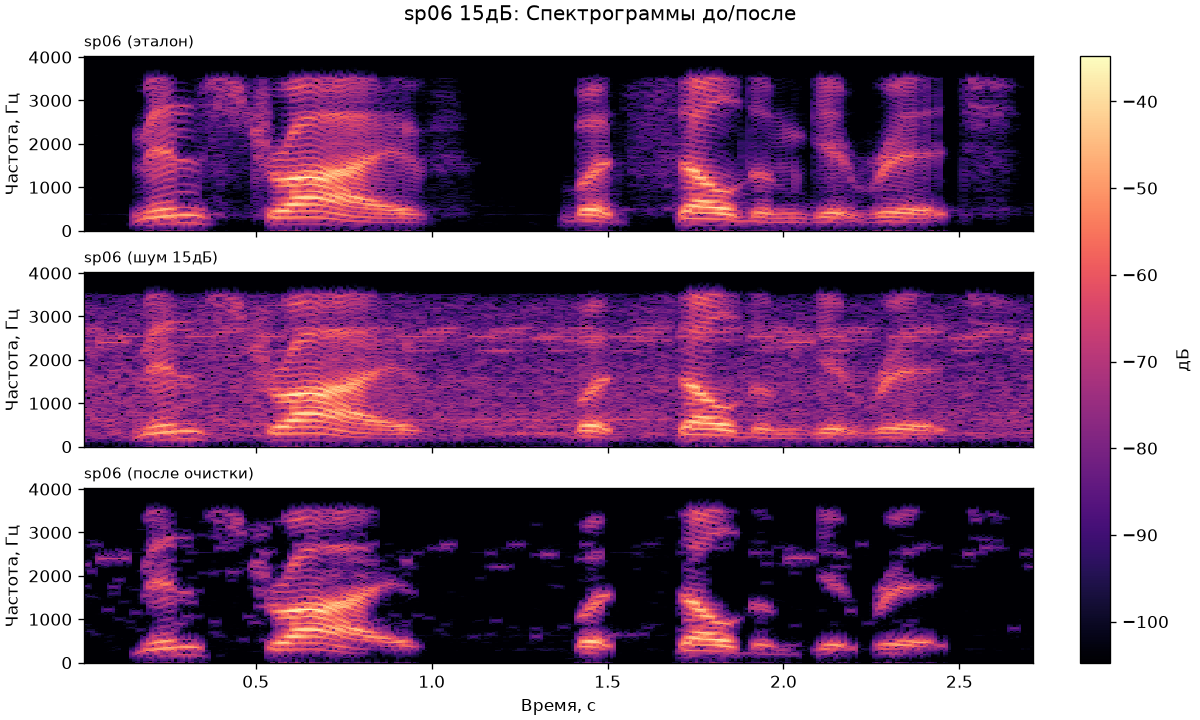 sp06 15дБ: Спектрограммы до/после
sp06 (эталон)
4000
3000
2000
1000
0
Частота, Гц
sp06 (шум 15дБ)
4000
3000
2000
1000
0
Частота, Гц
sp06 (после очистки)
4000
3000
2000
1000
0
Частота, Гц
0.5 1.0 1.5 2.0 2.5
Время, с
−40
−50
−60
−70
−80
−90
−100
дБ